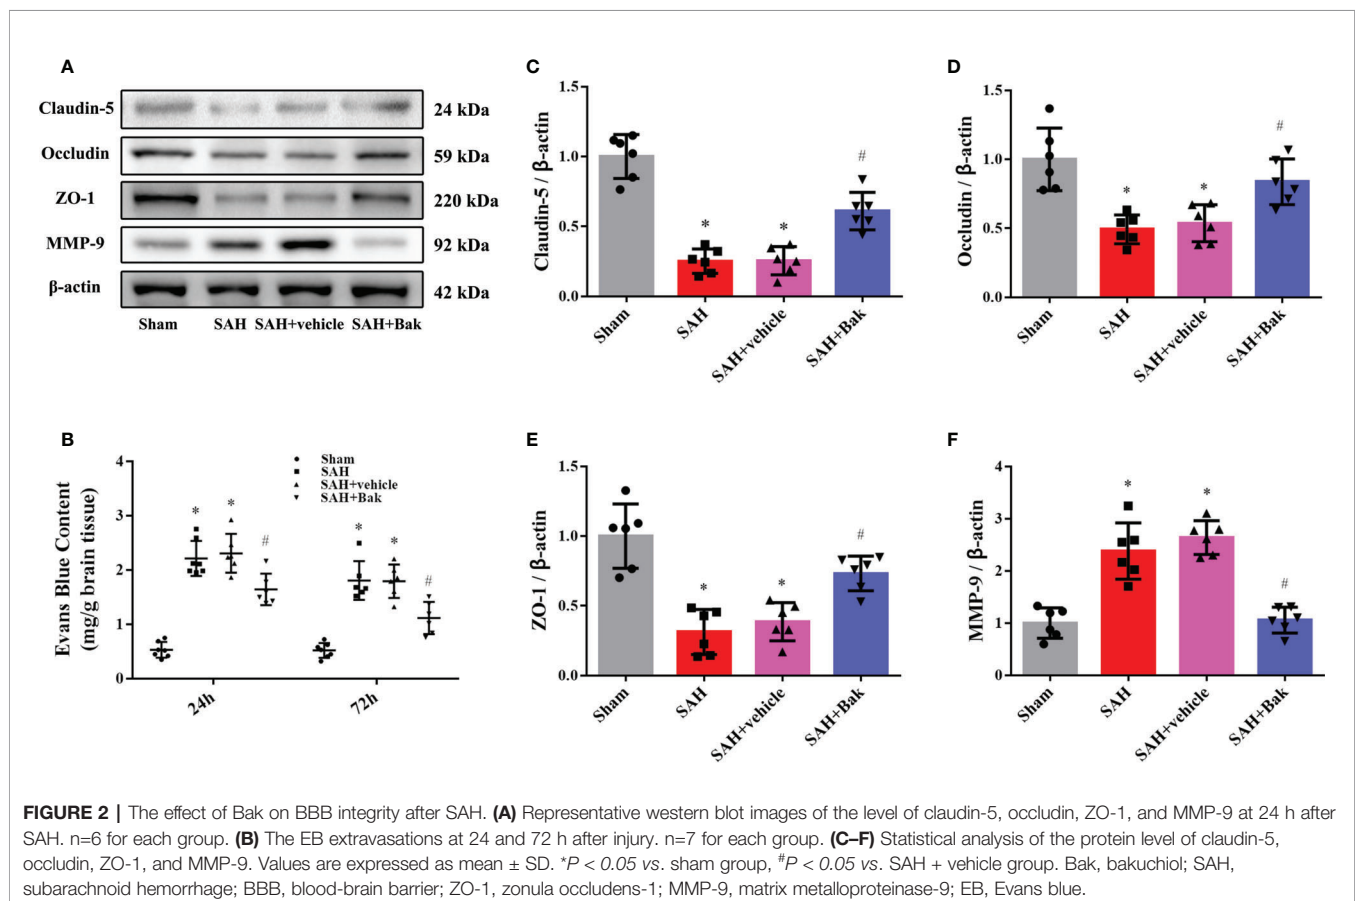 A
Claudin-5 24 kDa
Occludin 59 kDa
ZO-1 220 kDa
MMP-9 92 kDa
β-actin 42 kDa
Sham SAH SAH+vehicle SAH+Bak
C
Claudin-5 / β-actin
1.5
1.0
0.5
0.0
* * #
Sham SAH SAH+vehicle SAH+Bak
D
Occludin / β-actin
1.5
1.0
0.5
0.0
* * #
Sham SAH SAH+vehicle SAH+Bak
B
Evans Blue Content
(mg/g brain tissue)
4
3
2
1
0
Sham
SAH
SAH+vehicle
SAH+Bak
* * # * * #
24h 72h
E
ZO-1 / β-actin
1.5
1.0
0.5
0.0
* * #
Sham SAH SAH+vehicle SAH+Bak
F
MMP-9 / β-actin
4
3
2
1
0
* * #
Sham SAH SAH+vehicle SAH+Bak
FIGURE 2 | The effect of Bak on BBB integrity after SAH. (A) Representative western blot images of the level of claudin-5, occludin, ZO-1, and MMP-9 at 24 h after
SAH. n=6 for each group. (B) The EB extravasations at 24 and 72 h after injury. n=7 for each group. (C–F) Statistical analysis of the protein level of claudin-5,
occludin, ZO-1, and MMP-9. Values are expressed as mean ± SD. *P < 0.05 vs. sham group, #P < 0.05 vs. SAH + vehicle group. Bak, bakuchiol; SAH,
subarachnoid hemorrhage; BBB, blood-brain barrier; ZO-1, zonula occludens-1; MMP-9, matrix metalloproteinase-9; EB, Evans blue.